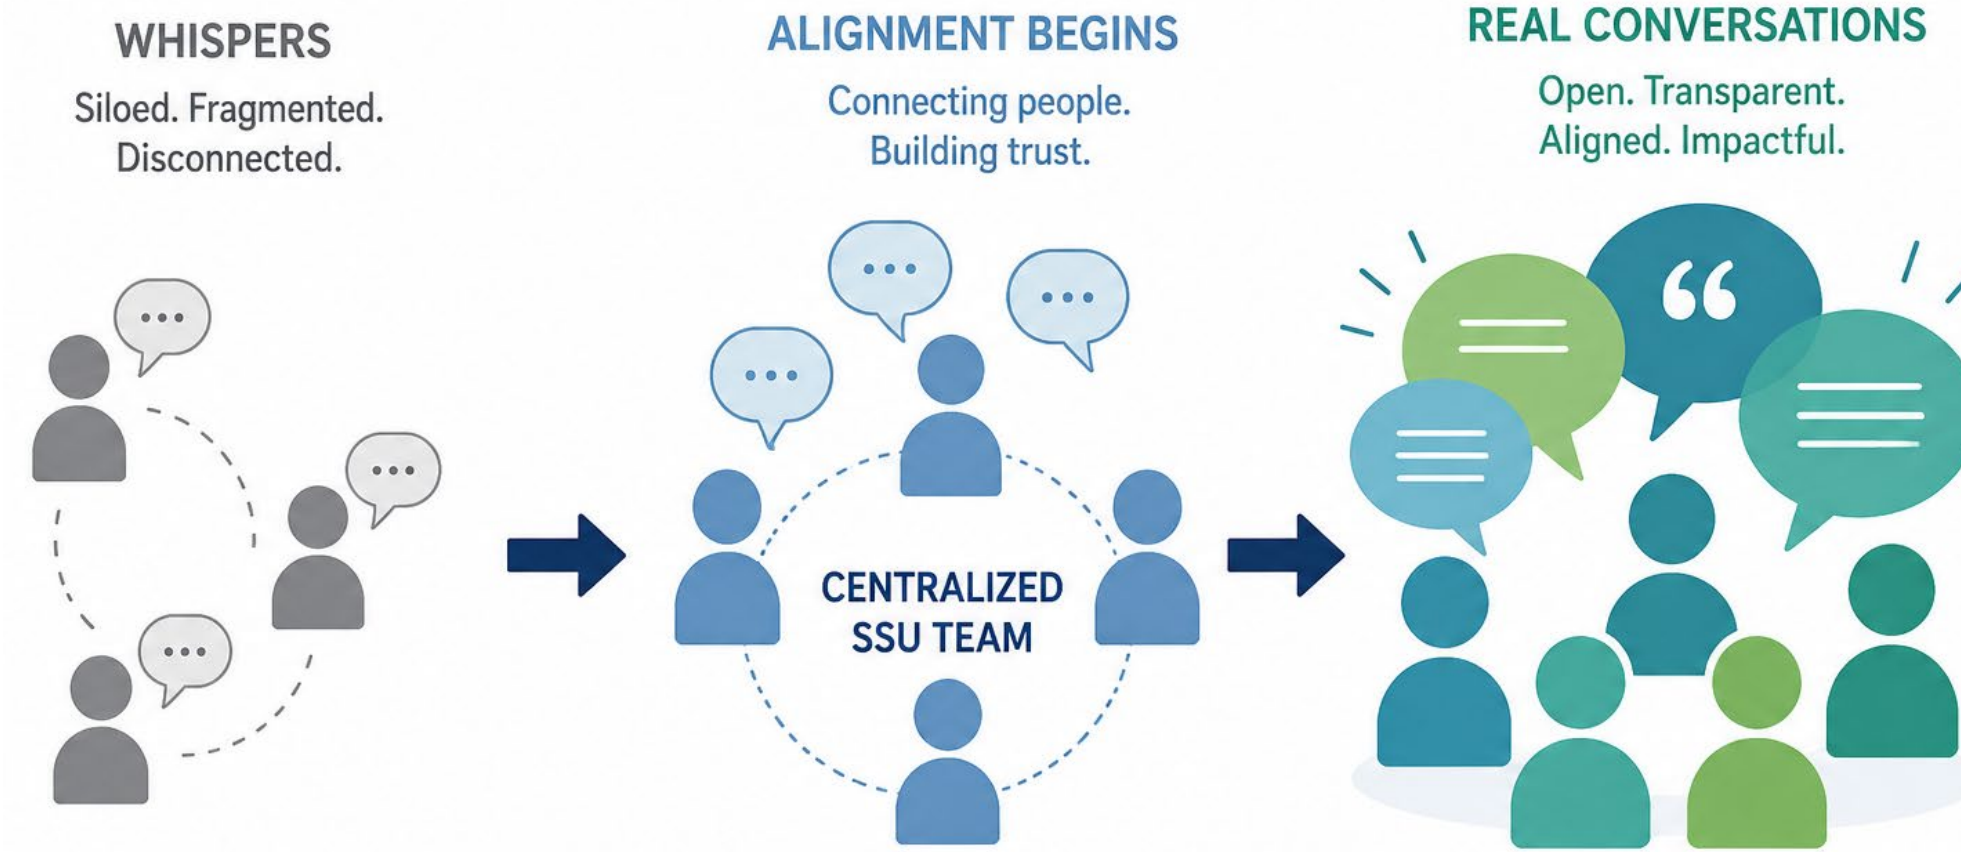 WHISPERS
Siloed. Fragmented.
Disconnected.
ALIGNMENT BEGINS
Connecting people.
Building trust.
CENTRALIZED
SSU TEAM
REAL CONVERSATIONS
Open. Transparent.
Aligned. Impactful.
“